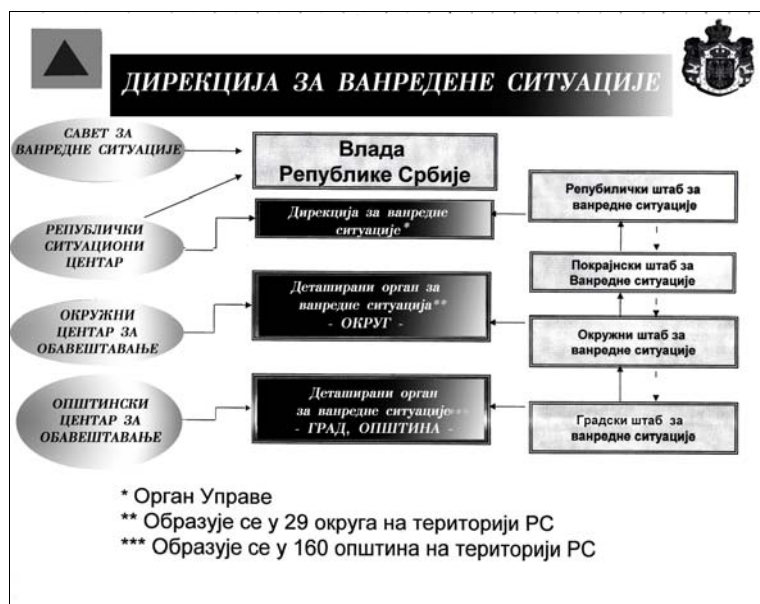 ДИРЕКЦИЈА ЗА ВАНРЕДЕНЕ СИТУАЦИЈЕ
САВЕТ ЗА
ВАНРЕДНЕ СИТУАЦИЈЕ
Влада
Републике Србије
Репубилички штаб за
ванредне ситуације
Дирекција за ванредне
ситуације*
РЕПУБЛИЧКИ
СИТУАЦИОНИ
ЦЕНТАР
Покрајнски штаб за
Ванредне ситуације
Деташирани орган за
ванредне ситуација**
- ОКРУГ -
ОКРУЖНИ
ЦЕНТАР ЗА
ОБАВЕШТАВАЊЕ
Окружни штаб за
ванредне ситуације
Деташирани орган
за ванредне ситуације***
- ГРАД, ОПШТИНА -
ОПШТИНСКИ
ЦЕНТАР ЗА
ОБАВЕШТАВАЊЕ
Градски штаб за
ванредне ситуације
* Орган Управе
** Образује се у 29 округа на територији РС
*** Образује се у 160 општина на територији РС